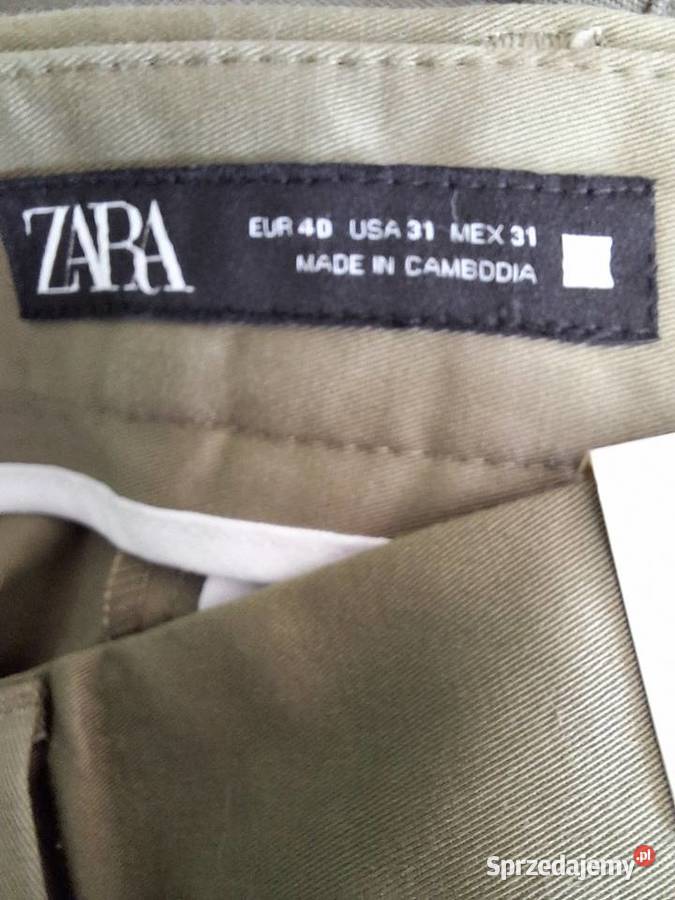 ZARA
EUR 40 USA 31 MEX 31
MADE IN CAMBODIA
Sprzedajemy.pl